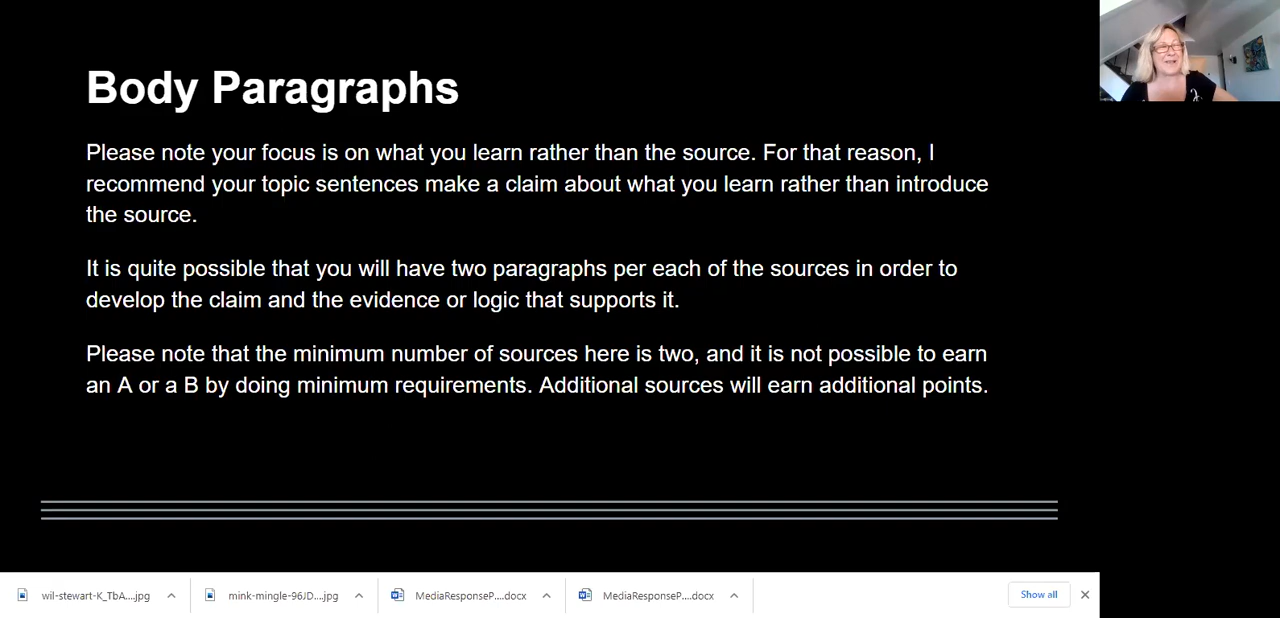 Body Paragraphs
Please note your focus is on what you learn rather than the source. For that reason, I
recommend your topic sentences make a claim about what you learn rather than introduce
the source.
It is quite possible that you will have two paragraphs per each of the sources in order to
develop the claim and the evidence or logic that supports it.
Please note that the minimum number of sources here is two, and it is not possible to earn
an A or a B by doing minimum requirements. Additional sources will earn additional points.
wil-stewart-K_TbA....jpg
mink-mingle-96JD....jpg
MediaResponseP....docx
MediaResponseP....docx
Show all